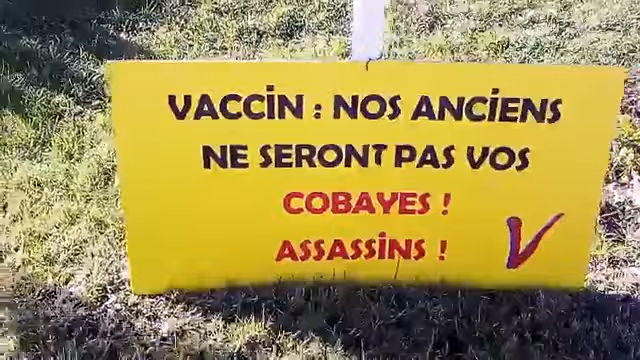 VACCIN : NOS ANCIENS
NE SERONT PAS VOS
COBAYES !
ASSASSINS !
V